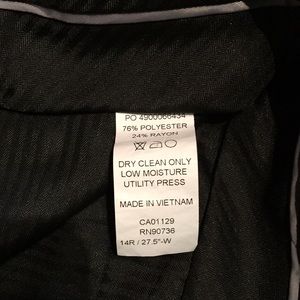 PO 4900066434
76% POLYESTER
24% RAYON
DRY CLEAN ONLY
LOW MOISTURE
UTILITY PRESS
MADE IN VIETNAM
CA01129
RN90736
14R / 27.5"-W